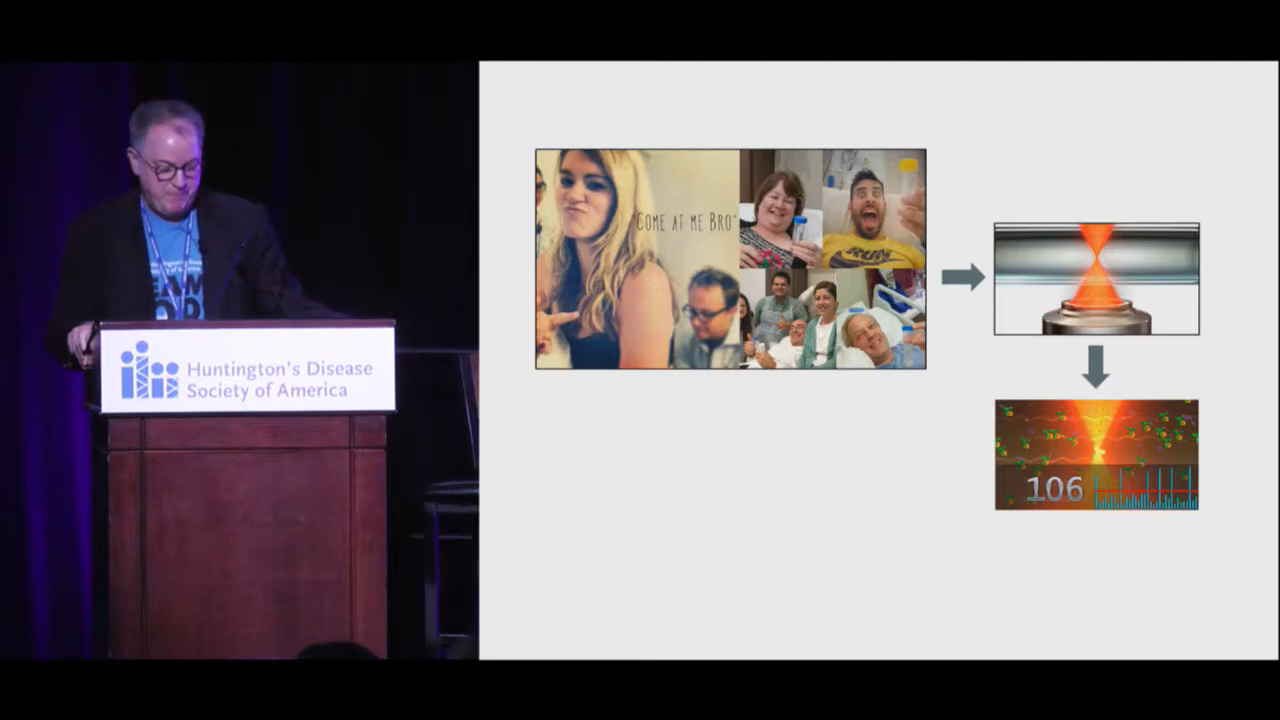 Huntington's Disease
Society of America
"COME AT ME BRO"
RUN
106